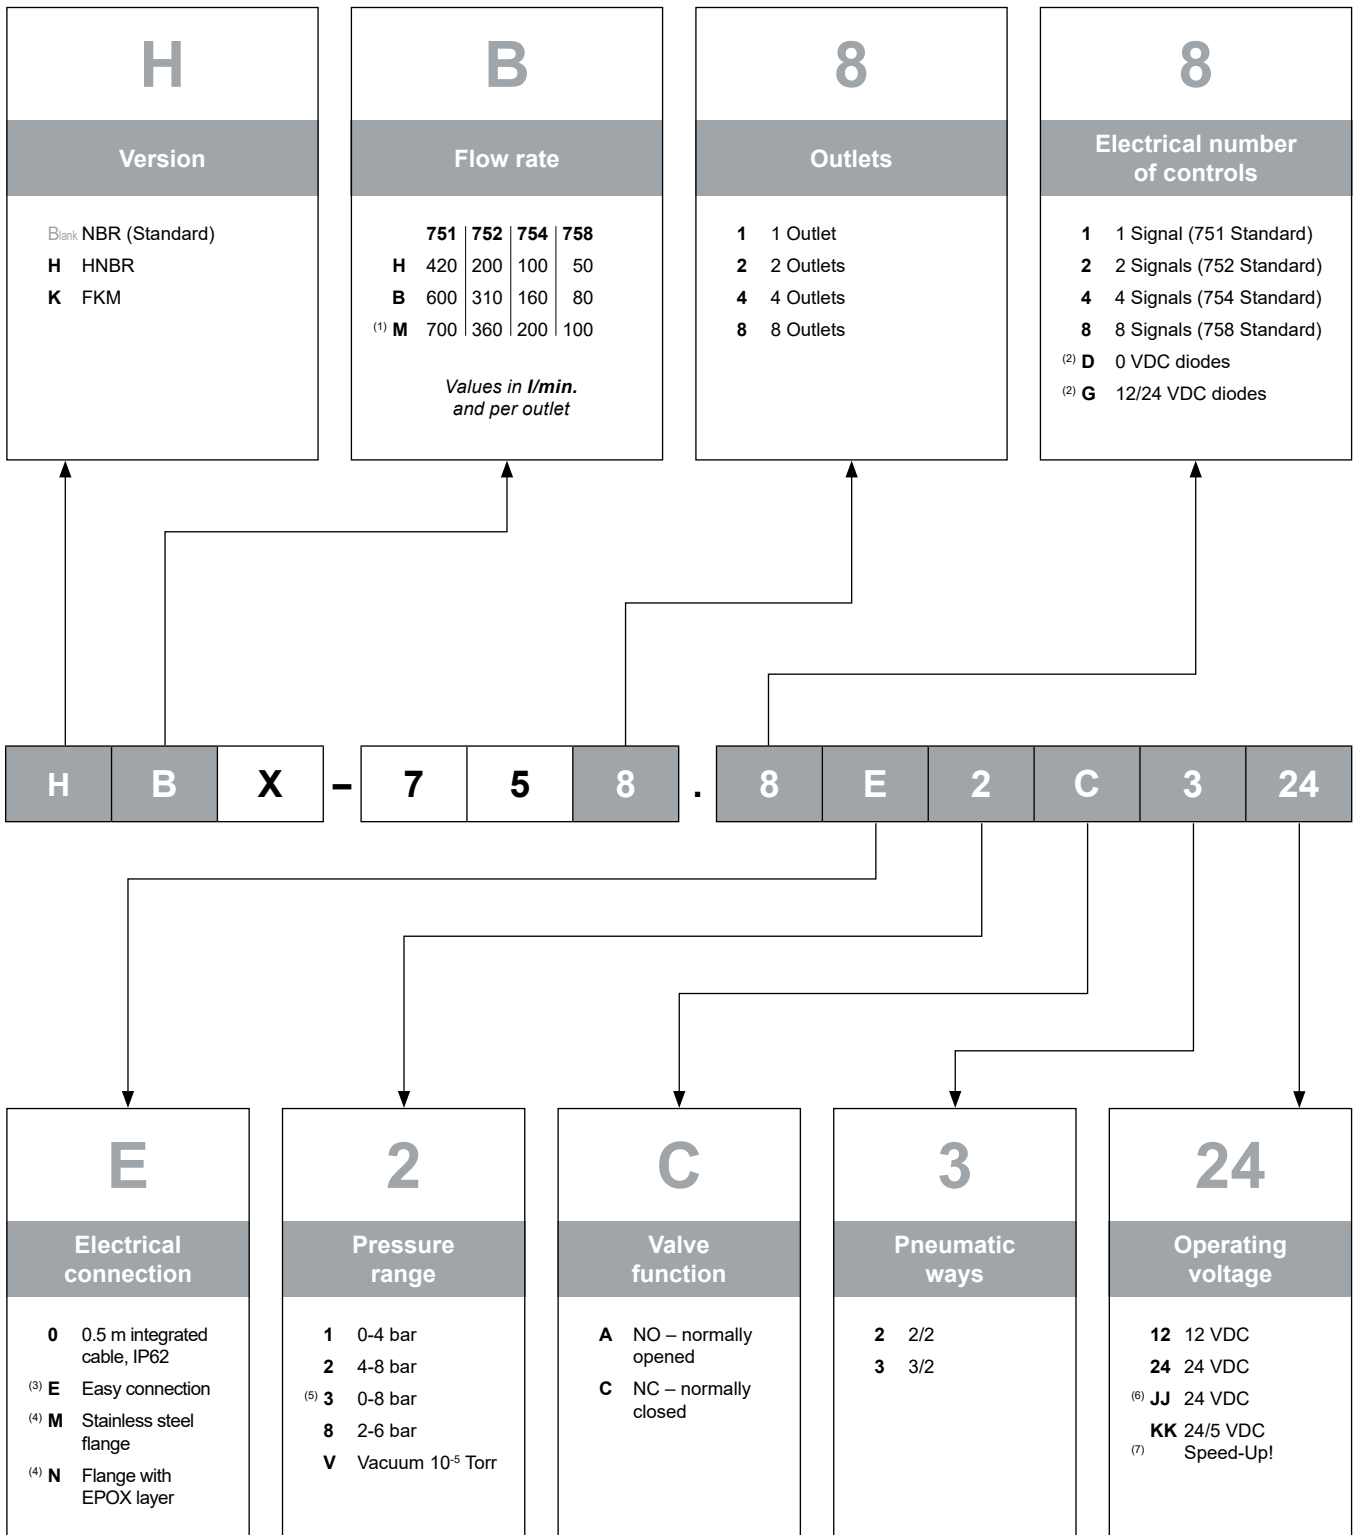 H
Version
Blank NBR (Standard)
H HNBR
K FKM
B
Flow rate
751 752 754 758
H 420 200 100 50
B 600 310 160 80
(1) M 700 360 200 100
Values in l/min.
and per outlet
8
Outlets
1 1 Outlet
2 2 Outlets
4 4 Outlets
8 8 Outlets
8
Electrical number
of controls
1 1 Signal (751 Standard)
2 2 Signals (752 Standard)
4 4 Signals (754 Standard)
8 8 Signals (758 Standard)
(2) D 0 VDC diodes
(2) G 12/24 VDC diodes
H B X – 7 5 8 . 8 E 2 C 3 24
E
Electrical
connection
0 0.5 m integrated
cable, IP62
(3) E Easy connection
(4) M Stainless steel
flange
(4) N Flange with
EPOX layer
2
Pressure
range
1 0-4 bar
2 4-8 bar
(5) 3 0-8 bar
8 2-6 bar
V Vacuum 10-5 Torr
C
Valve
function
A NO – normally
opened
C NC – normally
closed
3
Pneumatic
ways
2 2/2
3 3/2
24
Operating
voltage
12 12 VDC
24 24 VDC
(6) JJ 24 VDC
KK 24/5 VDC
(7) Speed-Up!